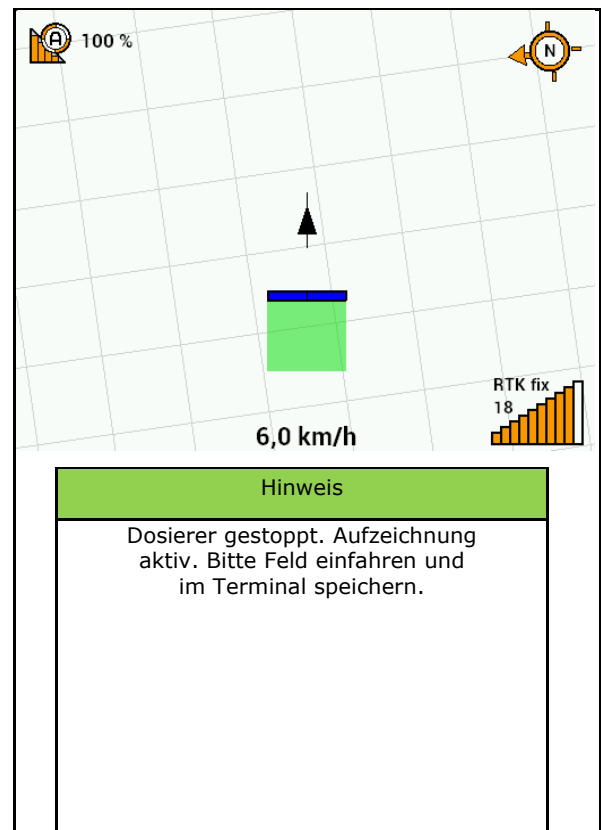 A 100 %
N
RTK fix
18
6,0 km/h
Hinweis
Dosierer gestoppt. Aufzeichnung
aktiv. Bitte Feld einfahren und
im Terminal speichern.